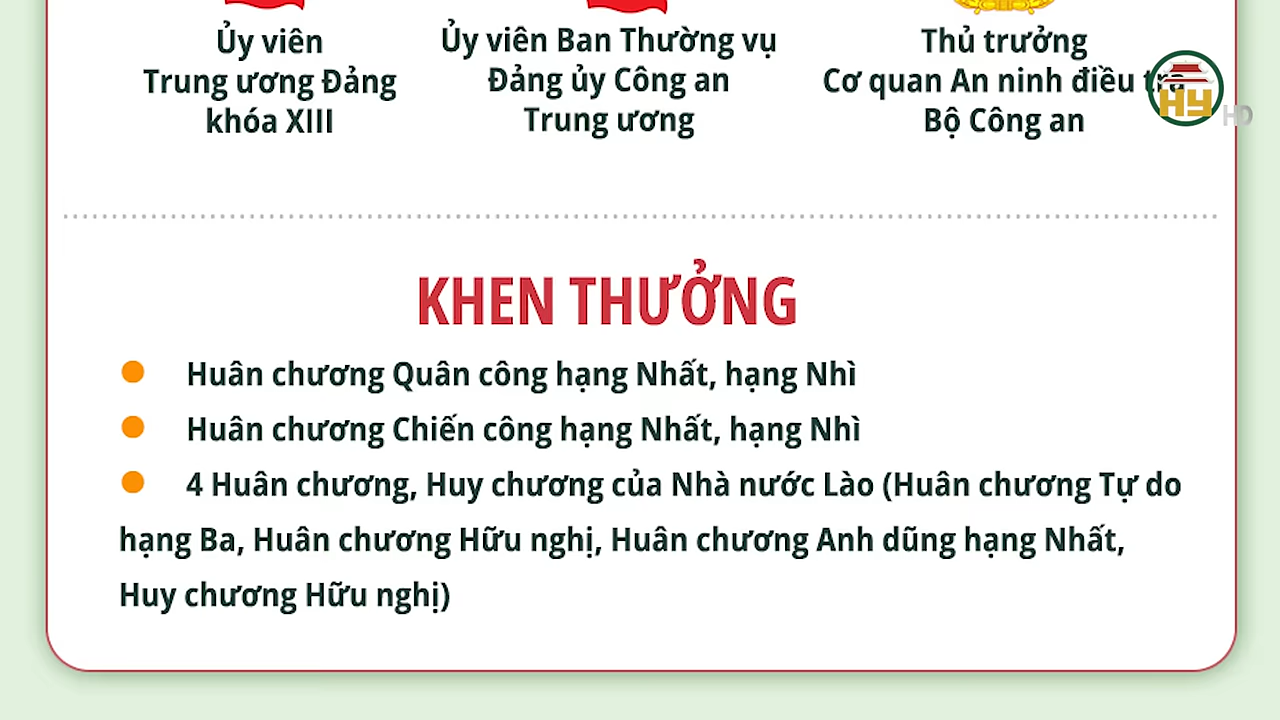 Ủy viên
Trung ương Đảng
khóa XIII
Ủy viên Ban Thường vụ
Đảng ủy Công an
Trung ương
Thủ trưởng
Cơ quan An ninh điều tra
Bộ Công an
HY HD
KHEN THƯỞNG
Huân chương Quân công hạng Nhất, hạng Nhì
Huân chương Chiến công hạng Nhất, hạng Nhì
4 Huân chương, Huy chương của Nhà nước Lào (Huân chương Tự do
hạng Ba, Huân chương Hữu nghị, Huân chương Anh dũng hạng Nhất,
Huy chương Hữu nghị)